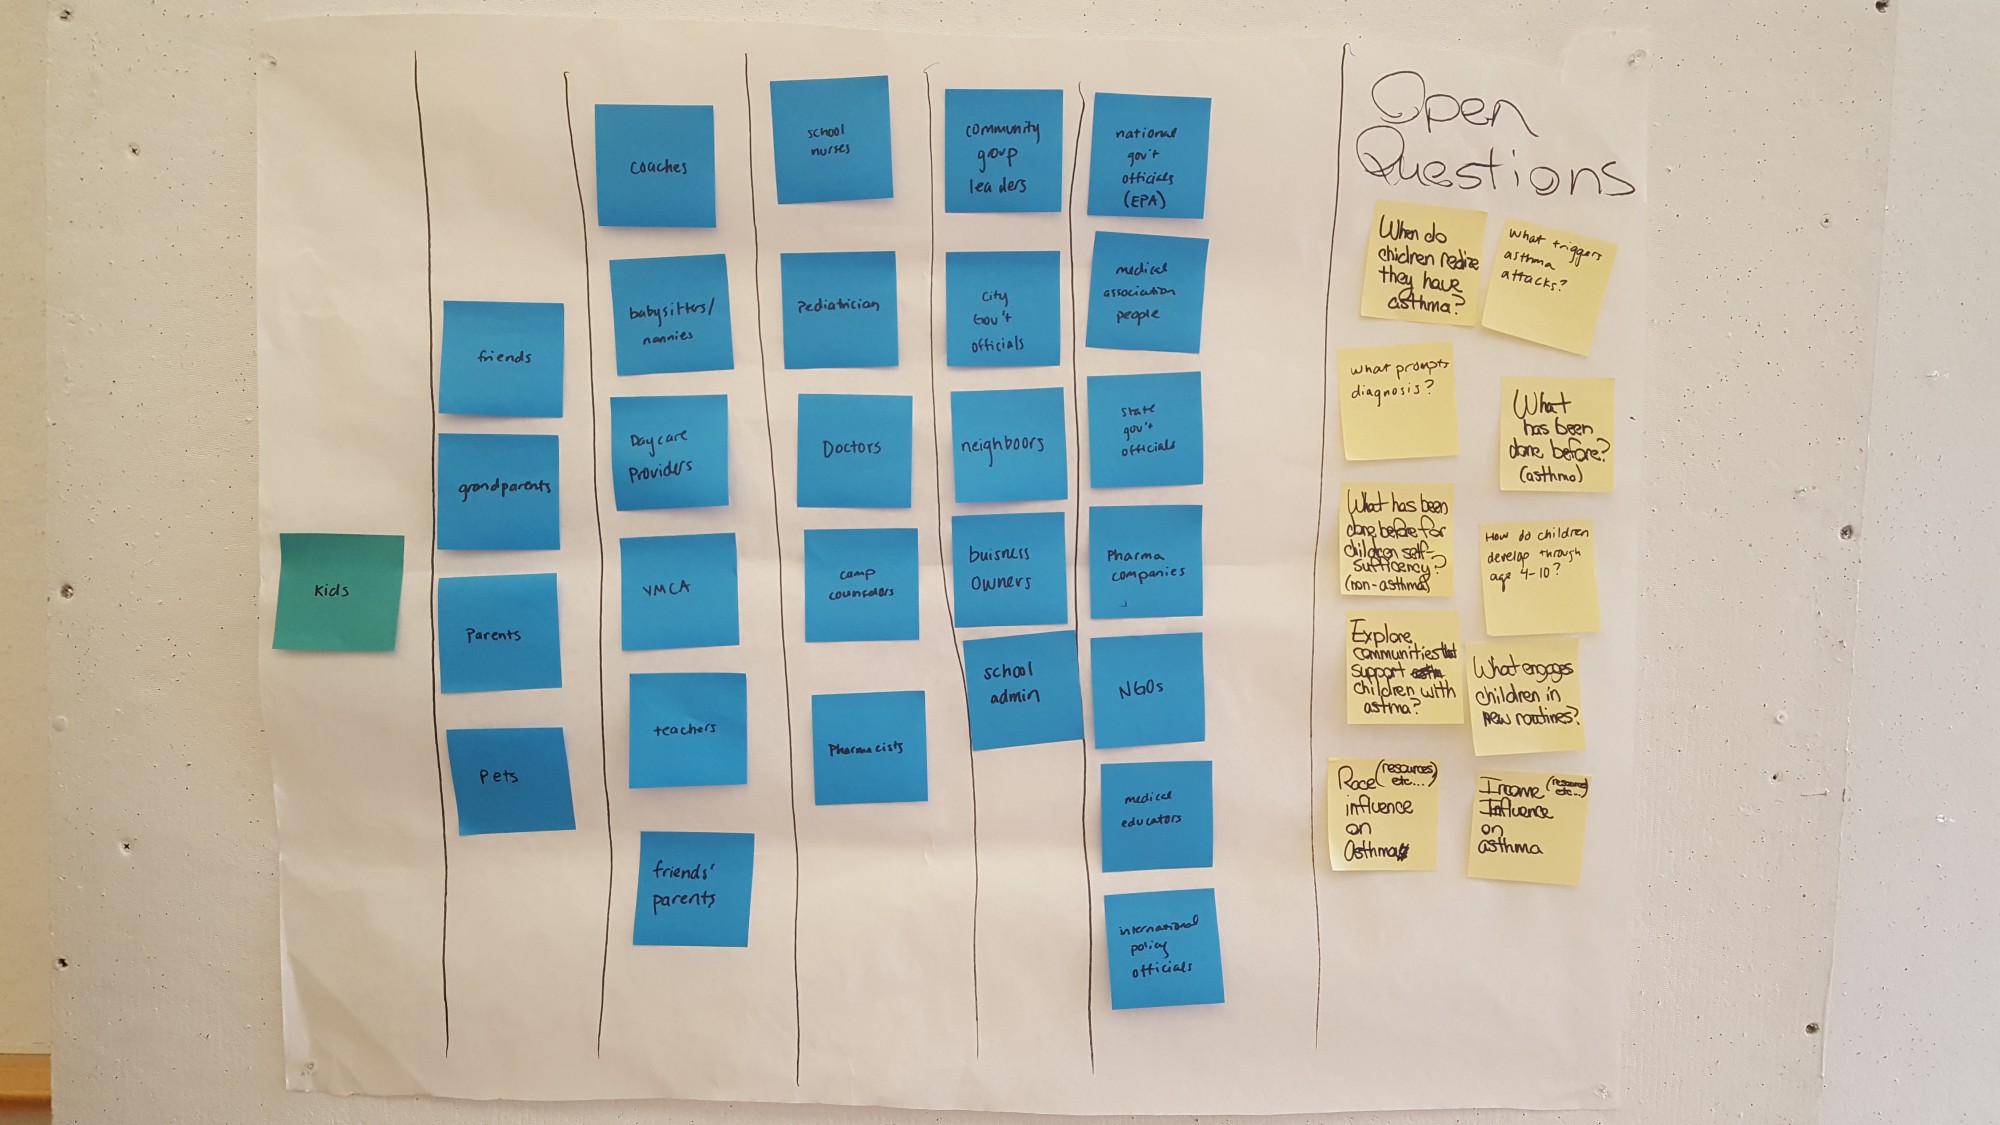 Kids
friends
grandparents
Parents
Pets
coaches
babysitters/
nannies
Daycare
Providers
YMCA
teachers
friends'
parents
school
nurses
Pediatrician
Doctors
camp
counselors
Pharmacists
community
group
leaders
city
Gov't
officials
neighboors
buisness
owners
school
admin
national
gov't
officials
(EPA)
medical
association
people
state
gov't
officials
Pharma
companies
NGOs
medical
educators
international
policy
officials
Open
Questions
When do
children realize
they have
asthma?
What triggers
asthma
attacks?
What prompts
diagnosis?
What
has been
done before?
(asthma)
What has been
done before for
children self-
sufficency?
(non-asthma)
How do children
develop through
age 4-10?
Explore
communities
support
children with
astma?
What engages
children in
new routines?
Race (resources)
etc...)
influence
on
asthma
Income (resources
etc...)
Influence
on
asthma